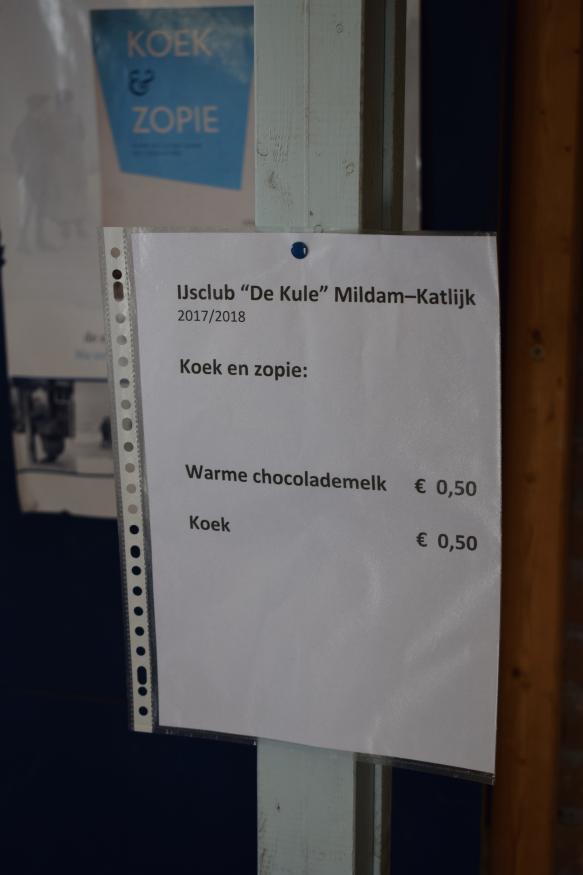 KOEK
&
ZOPIE
IJsclub “De Kule” Mildam–Katlijk
2017/2018
Koek en zopie:
Warme chocolademelk € 0,50
Koek € 0,50